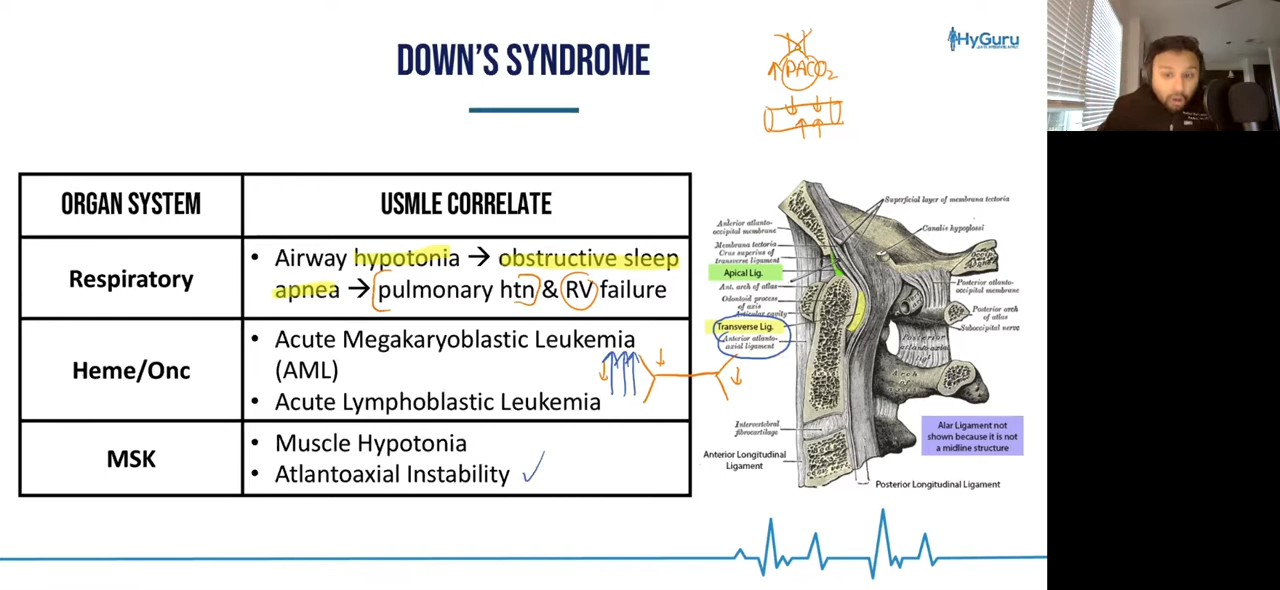 DOWN'S SYNDROME
HyGuru
↑PACO2
ORGAN SYSTEM
USMLE CORRELATE
Respiratory
• Airway hypotonia → obstructive sleep
apnea → pulmonary htn & RV failure
Heme/Onc
• Acute Megakaryoblastic Leukemia
(AML)
• Acute Lymphoblastic Leukemia
MSK
• Muscle Hypotonia
• Atlantoaxial Instability
Superficial layer of membrana tectoria
Anterior atlanto-
occipital membrane
Canalis hypoglossi
Membrana tectoria
Crus superius of
transverse ligament
Apical Lig.
Ant. arch of atlas
Odontoid process
of axis
Articular cavity
Transverse Lig.
Anterior atlanto-
axial ligament
Posterior atlanto-
occipital membrane
Posterior arch
of atlas
Suboccipital nerve
Posterior
Arch
of
Intervertebral
fibrocartilage
Alar Ligament not
shown because it is not
a midline structure
Anterior Longitudinal
Ligament
Posterior Longitudinal Ligament